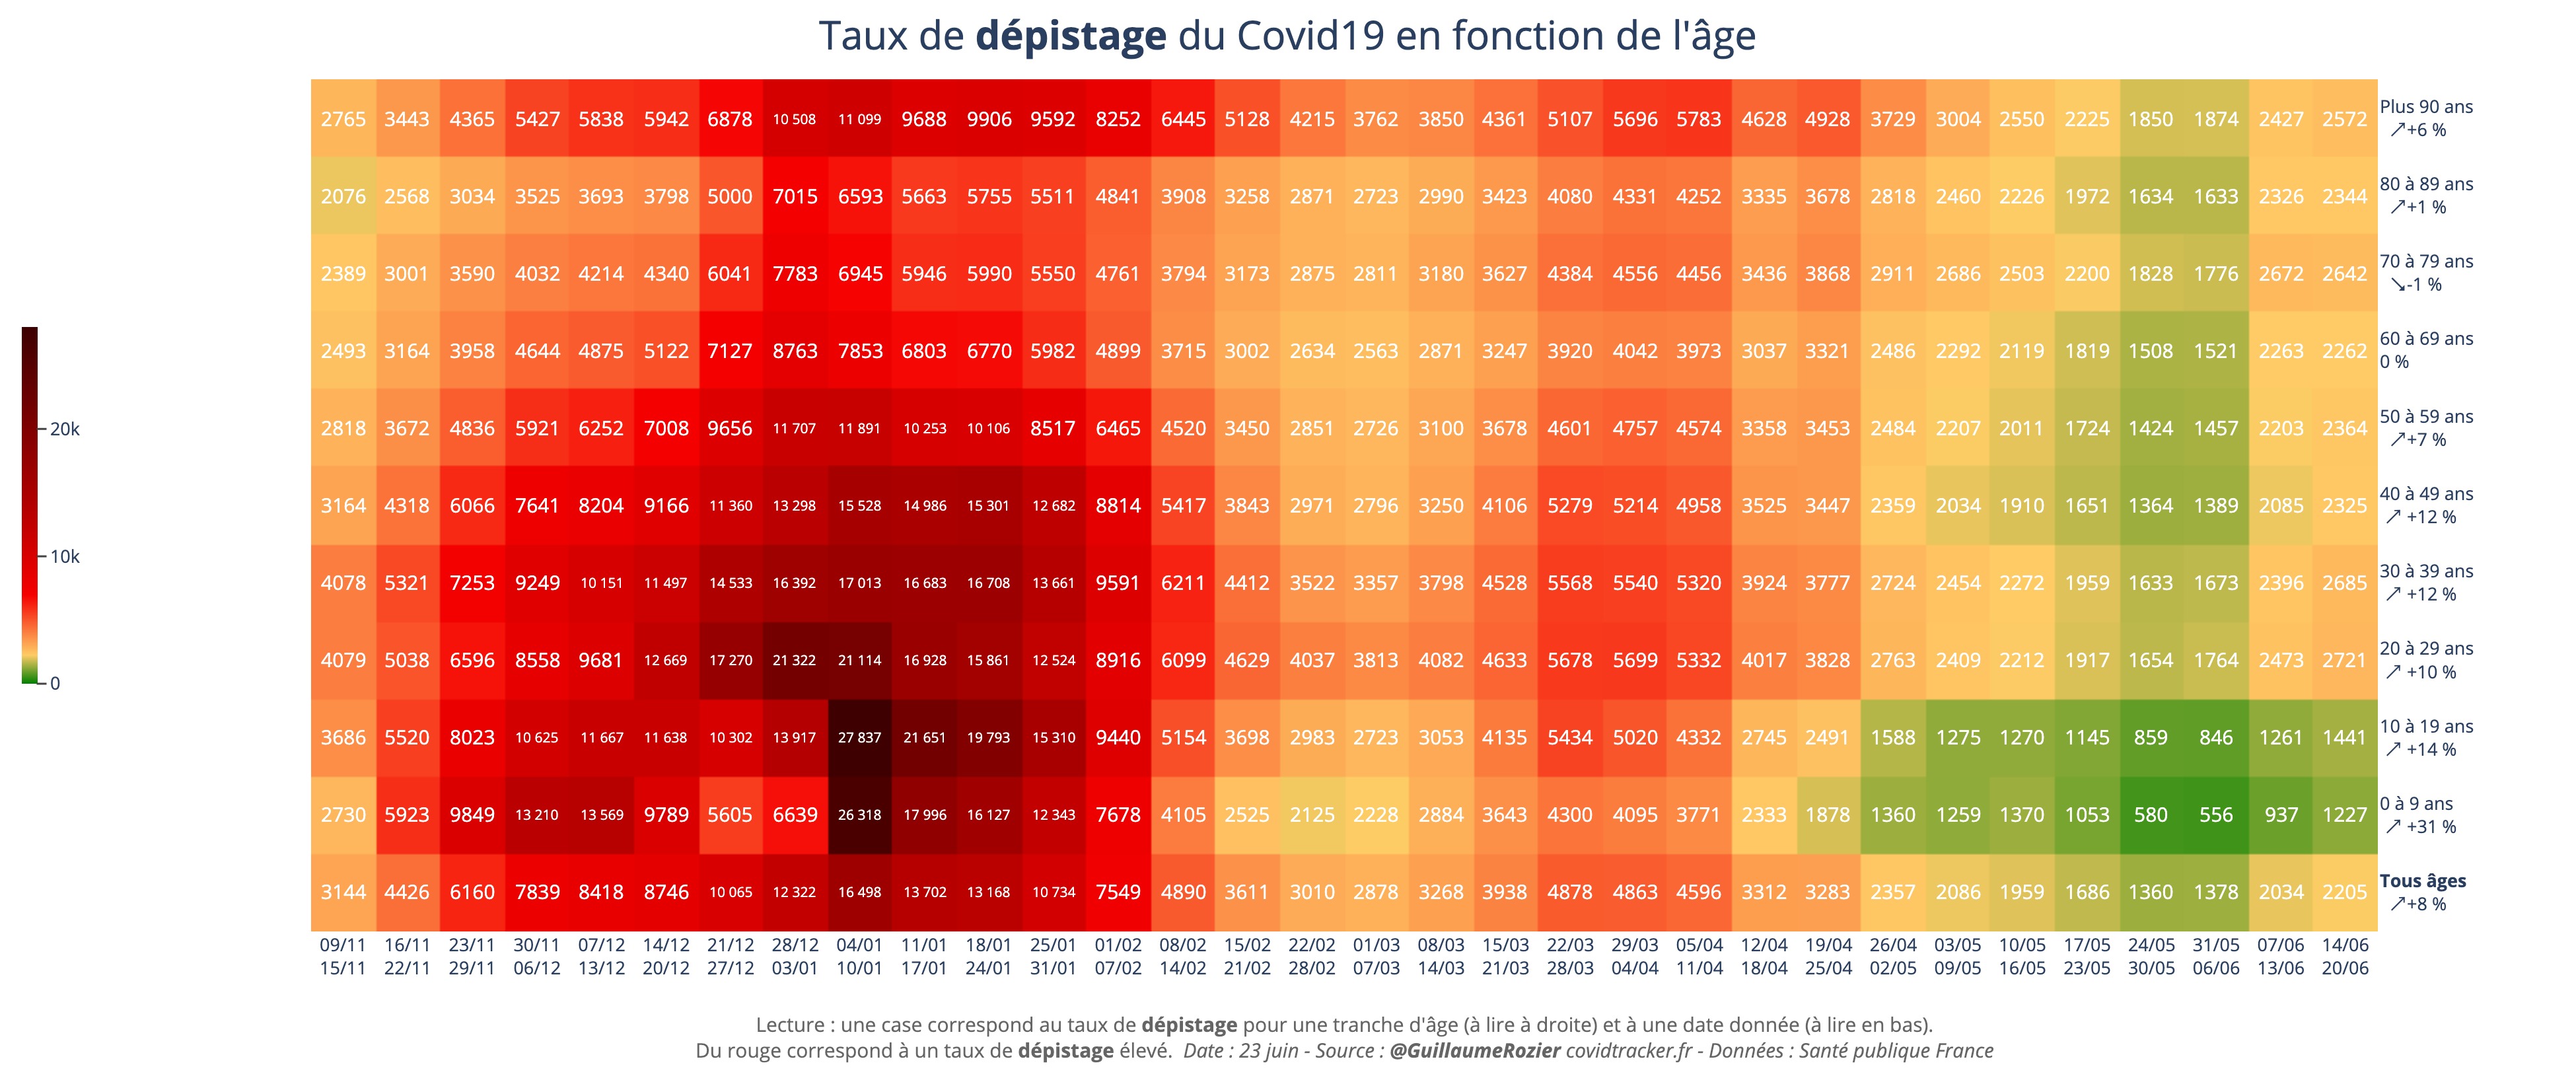 Taux de dépistage du Covid19 en fonction de l'âge
2765 3443 4365 5427 5838 5942 6878 10 508 11 099 9688 9906 9592 8252 6445 5128 4215 3762 3850 4361 5107 5696 5783 4628 4928 3729 3004 2550 2225 1850 1874 2427 2572 Plus 90 ans
↗+6 %
2076 2568 3034 3525 3693 3798 5000 7015 6593 5663 5755 5511 4841 3908 3258 2871 2723 2990 3423 4080 4331 4252 3335 3678 2818 2460 2226 1972 1634 1633 2326 2344 80 à 89 ans
↗+1 %
2389 3001 3590 4032 4214 4340 6041 7783 6945 5946 5990 5550 4761 3794 3173 2875 2811 3180 3627 4384 4556 4456 3436 3868 2911 2686 2503 2200 1828 1776 2672 2642 70 à 79 ans
↘-1 %
2493 3164 3958 4644 4875 5122 7127 8763 7853 6803 6770 5982 4899 3715 3002 2634 2563 2871 3247 3920 4042 3973 3037 3321 2486 2292 2119 1819 1508 1521 2263 2262 60 à 69 ans
0 %
2818 3672 4836 5921 6252 7008 9656 11 707 11 891 10 253 10 106 8517 6465 4520 3450 2851 2726 3100 3678 4601 4757 4574 3358 3453 2484 2207 2011 1724 1424 1457 2203 2364 50 à 59 ans
↗+7 %
3164 4318 6066 7641 8204 9166 11 360 13 298 15 528 14 986 15 301 12 682 8814 5417 3843 2971 2796 3250 4106 5279 5214 4958 3525 3447 2359 2034 1910 1651 1364 1389 2085 2325 40 à 49 ans
↗ +12 %
4078 5321 7253 9249 10 151 11 497 14 533 16 392 17 013 16 683 16 708 13 661 9591 6211 4412 3522 3357 3798 4528 5568 5540 5320 3924 3777 2724 2454 2272 1959 1633 1673 2396 2685 30 à 39 ans
↗ +12 %
4079 5038 6596 8558 9681 12 669 17 270 21 322 21 114 16 928 15 861 12 524 8916 6099 4629 4037 3813 4082 4633 5678 5699 5332 4017 3828 2763 2409 2212 1917 1654 1764 2473 2721 20 à 29 ans
↗ +10 %
3686 5520 8023 10 625 11 667 11 638 10 302 13 917 27 837 21 651 19 793 15 310 9440 5154 3698 2983 2723 3053 4135 5434 5020 4332 2745 2491 1588 1275 1270 1145 859 846 1261 1441 10 à 19 ans
↗ +14 %
2730 5923 9849 13 210 13 569 9789 5605 6639 26 318 17 996 16 127 12 343 7678 4105 2525 2125 2228 2884 3643 4300 4095 3771 2333 1878 1360 1259 1370 1053 580 556 937 1227 0 à 9 ans
↗ +31 %
3144 4426 6160 7839 8418 8746 10 065 12 322 16 498 13 702 13 168 10 734 7549 4890 3611 3010 2878 3268 3938 4878 4863 4596 3312 3283 2357 2086 1959 1686 1360 1378 2034 2205 Tous âges
↗+8 %
20k
10k
0
09/11 16/11 23/11 30/11 07/12 14/12 21/12 28/12 04/01 11/01 18/01 25/01 01/02 08/02 15/02 22/02 01/03 08/03 15/03 22/03 29/03 05/04 12/04 19/04 26/04 03/05 10/05 17/05 24/05 31/05 07/06 14/06
15/11 22/11 29/11 06/12 13/12 20/12 27/12 03/01 10/01 17/01 24/01 31/01 07/02 14/02 21/02 28/02 07/03 14/03 21/03 28/03 04/04 11/04 18/04 25/04 02/05 09/05 16/05 23/05 30/05 06/06 13/06 20/06
Lecture : une case correspond au taux de dépistage pour une tranche d'âge (à lire à droite) et à une date donnée (à lire en bas).
Du rouge correspond à un taux de dépistage élevé. Date : 23 juin - Source : @GuillaumeRozier covidtracker.fr - Données : Santé publique France